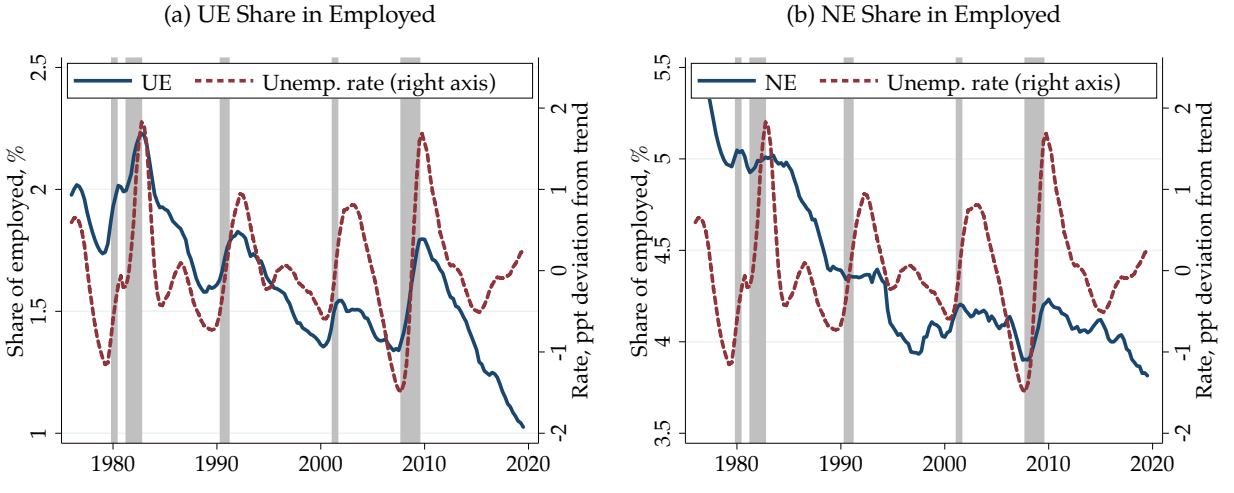 (a) UE Share in Employed
UE
Unemp. rate (right axis)
Share of employed, %
2.5
2
1.5
1
Rate, ppt deviation from trend
2
1
0
-1
-2
1980 1990 2000 2010 2020
(b) NE Share in Employed
NE
Unemp. rate (right axis)
Share of employed, %
5.5
5
4.5
4
3.5
Rate, ppt deviation from trend
2
1
0
-1
-2
1980 1990 2000 2010 2020